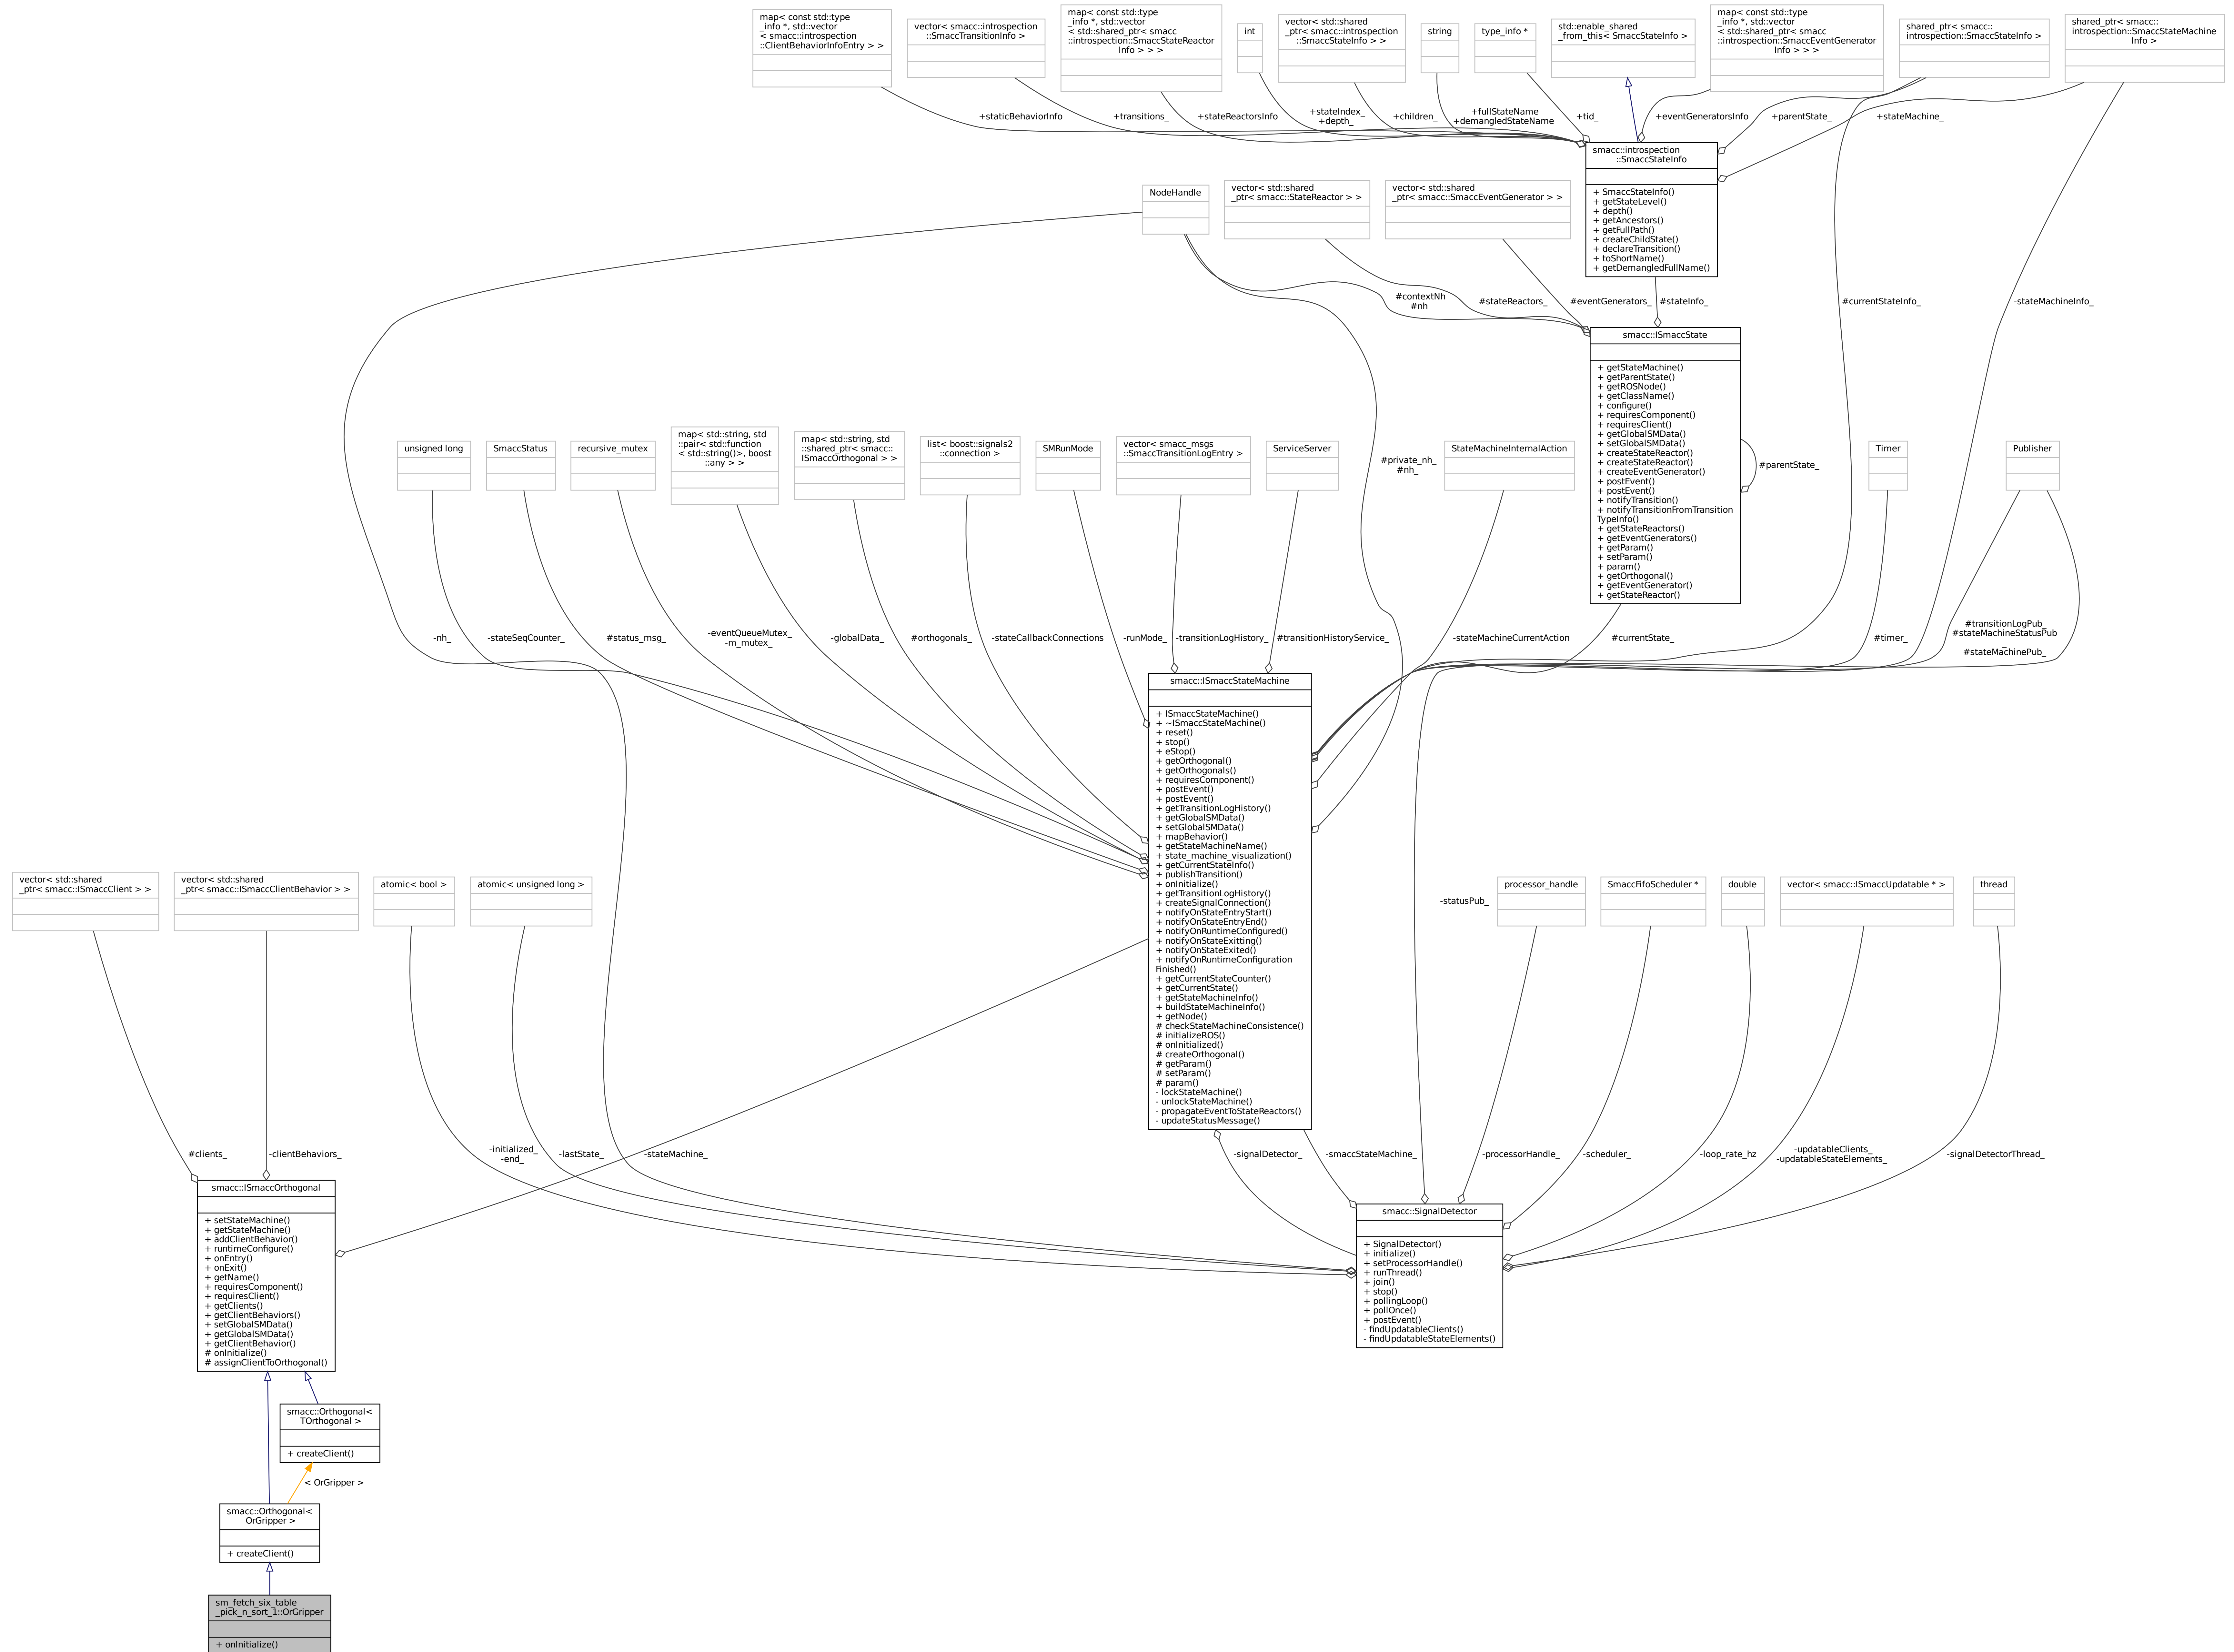 map< const std::type
_info *, std::vector
< smacc::introspection
::ClientBehaviorInfoEntry > >
vector< smacc::introspection
::SmaccTransitionInfo >
map< const std::type
_info *, std::vector
< std::shared_ptr< smacc
::introspection::SmaccStateReactor
Info > > >
int
vector< std::shared
_ptr< smacc::introspection
::SmaccStateInfo > >
string
type_info *
std::enable_shared
_from_this< SmaccStateInfo >
map< const std::type
_info *, std::vector
< std::shared_ptr< smacc
::introspection::SmaccEventGenerator
Info > > >
shared_ptr< smacc::
introspection::SmaccStateInfo >
shared_ptr< smacc::
introspection::SmaccStateMachine
Info >
+staticBehaviorInfo
+transitions_
+stateReactorsInfo
+stateIndex_
+depth_
+children_
+fullStateName
+demangledStateName
+tid_
+eventGeneratorsInfo
+parentState_
+stateMachine_
smacc::introspection
::SmaccStateInfo
+ SmaccStateInfo()
+ getStateLevel()
+ depth()
+ getAncestors()
+ getFullPath()
+ createChildState()
+ declareTransition()
+ toShortName()
+ getDemangledFullName()
NodeHandle
vector< std::shared
_ptr< smacc::StateReactor > >
vector< std::shared
_ptr< smacc::SmaccEventGenerator > >
#contextNh
#nh
#stateReactors_
#eventGenerators_
#stateInfo_
#currentStateInfo_
-stateMachineInfo_
smacc::ISmaccState
+ getStateMachine()
+ getParentState()
+ getROSNode()
+ getClassName()
+ configure()
+ requiresComponent()
+ requiresClient()
+ getGlobalSMData()
+ setGlobalSMData()
+ createStateReactor()
+ createStateReactor()
+ createEventGenerator()
+ postEvent()
+ postEvent()
+ notifyTransition()
+ notifyTransitionFromTransition
TypeInfo()
+ getStateReactors()
+ getEventGenerators()
+ getParam()
+ setParam()
+ param()
+ getOrthogonal()
+ getEventGenerator()
+ getStateReactor()
#parentState_
unsigned long
SmaccStatus
recursive_mutex
map< std::string, std
::pair< std::function
< std::string()>, boost
::any > >
map< std::string, std
::shared_ptr< smacc::
ISmaccOrthogonal > >
list< boost::signals2
::connection >
SMRunMode
vector< smacc_msgs
::SmaccTransitionLogEntry >
ServiceServer
#private_nh_
#nh_
StateMachineInternalAction
Timer
Publisher
-nh_
-stateSeqCounter_
#status_msg_
-eventQueueMutex_
-m_mutex_
-globalData_
#orthogonals_
-stateCallbackConnections
-runMode_
-transitionLogHistory_
#transitionHistoryService_
-stateMachineCurrentAction
#currentState_
#timer_
#transitionLogPub_
#stateMachineStatusPub
_
#stateMachinePub_
smacc::ISmaccStateMachine
+ ISmaccStateMachine()
+ ~ISmaccStateMachine()
+ reset()
+ stop()
+ eStop()
+ getOrthogonal()
+ getOrthogonals()
+ requiresComponent()
+ postEvent()
+ postEvent()
+ getTransitionLogHistory()
+ getGlobalSMData()
+ setGlobalSMData()
+ mapBehavior()
+ getStateMachineName()
+ state_machine_visualization()
+ getCurrentStateInfo()
+ publishTransition()
+ onInitialize()
+ getTransitionLogHistory()
+ createSignalConnection()
+ notifyOnStateEntryStart()
+ notifyOnStateEntryEnd()
+ notifyOnRuntimeConfigured()
+ notifyOnStateExitting()
+ notifyOnStateExited()
+ notifyOnRuntimeConfiguration
Finished()
+ getCurrentStateCounter()
+ getCurrentState()
+ getStateMachineInfo()
+ buildStateMachineInfo()
+ getNode()
# checkStateMachineConsistence()
# initializeROS()
# onInitialized()
# createOrthogonal()
# getParam()
# setParam()
# param()
- lockStateMachine()
- unlockStateMachine()
- propagateEventToStateReactors()
- updateStatusMessage()
vector< std::shared
_ptr< smacc::ISmaccClient > >
vector< std::shared
_ptr< smacc::ISmaccClientBehavior > >
atomic< bool >
atomic< unsigned long >
-statusPub_
processor_handle
SmaccFifoScheduler *
double
vector< smacc::ISmaccUpdatable * >
thread
#clients_
-clientBehaviors_
-initialized_
-end_
-lastState_
-stateMachine_
-signalDetector_
-smaccStateMachine_
-processorHandle_
-scheduler_
-loop_rate_hz
-updatableClients_
-updatableStateElements_
-signalDetectorThread_
smacc::ISmaccOrthogonal
+ setStateMachine()
+ getStateMachine()
+ addClientBehavior()
+ runtimeConfigure()
+ onEntry()
+ onExit()
+ getName()
+ requiresComponent()
+ requiresClient()
+ getClients()
+ getClientBehaviors()
+ setGlobalSMData()
+ getGlobalSMData()
+ getClientBehavior()
# onInitialize()
# assignClientToOrthogonal()
smacc::SignalDetector
+ SignalDetector()
+ initialize()
+ setProcessorHandle()
+ runThread()
+ join()
+ stop()
+ pollingLoop()
+ pollOnce()
+ postEvent()
- findUpdatableClients()
- findUpdatableStateElements()
smacc::Orthogonal<
TOrthogonal >
+ createClient()
< OrGripper >
smacc::Orthogonal<
OrGripper >
+ createClient()
sm_fetch_six_table
_pick_n_sort_1::OrGripper
+ onInitialize()